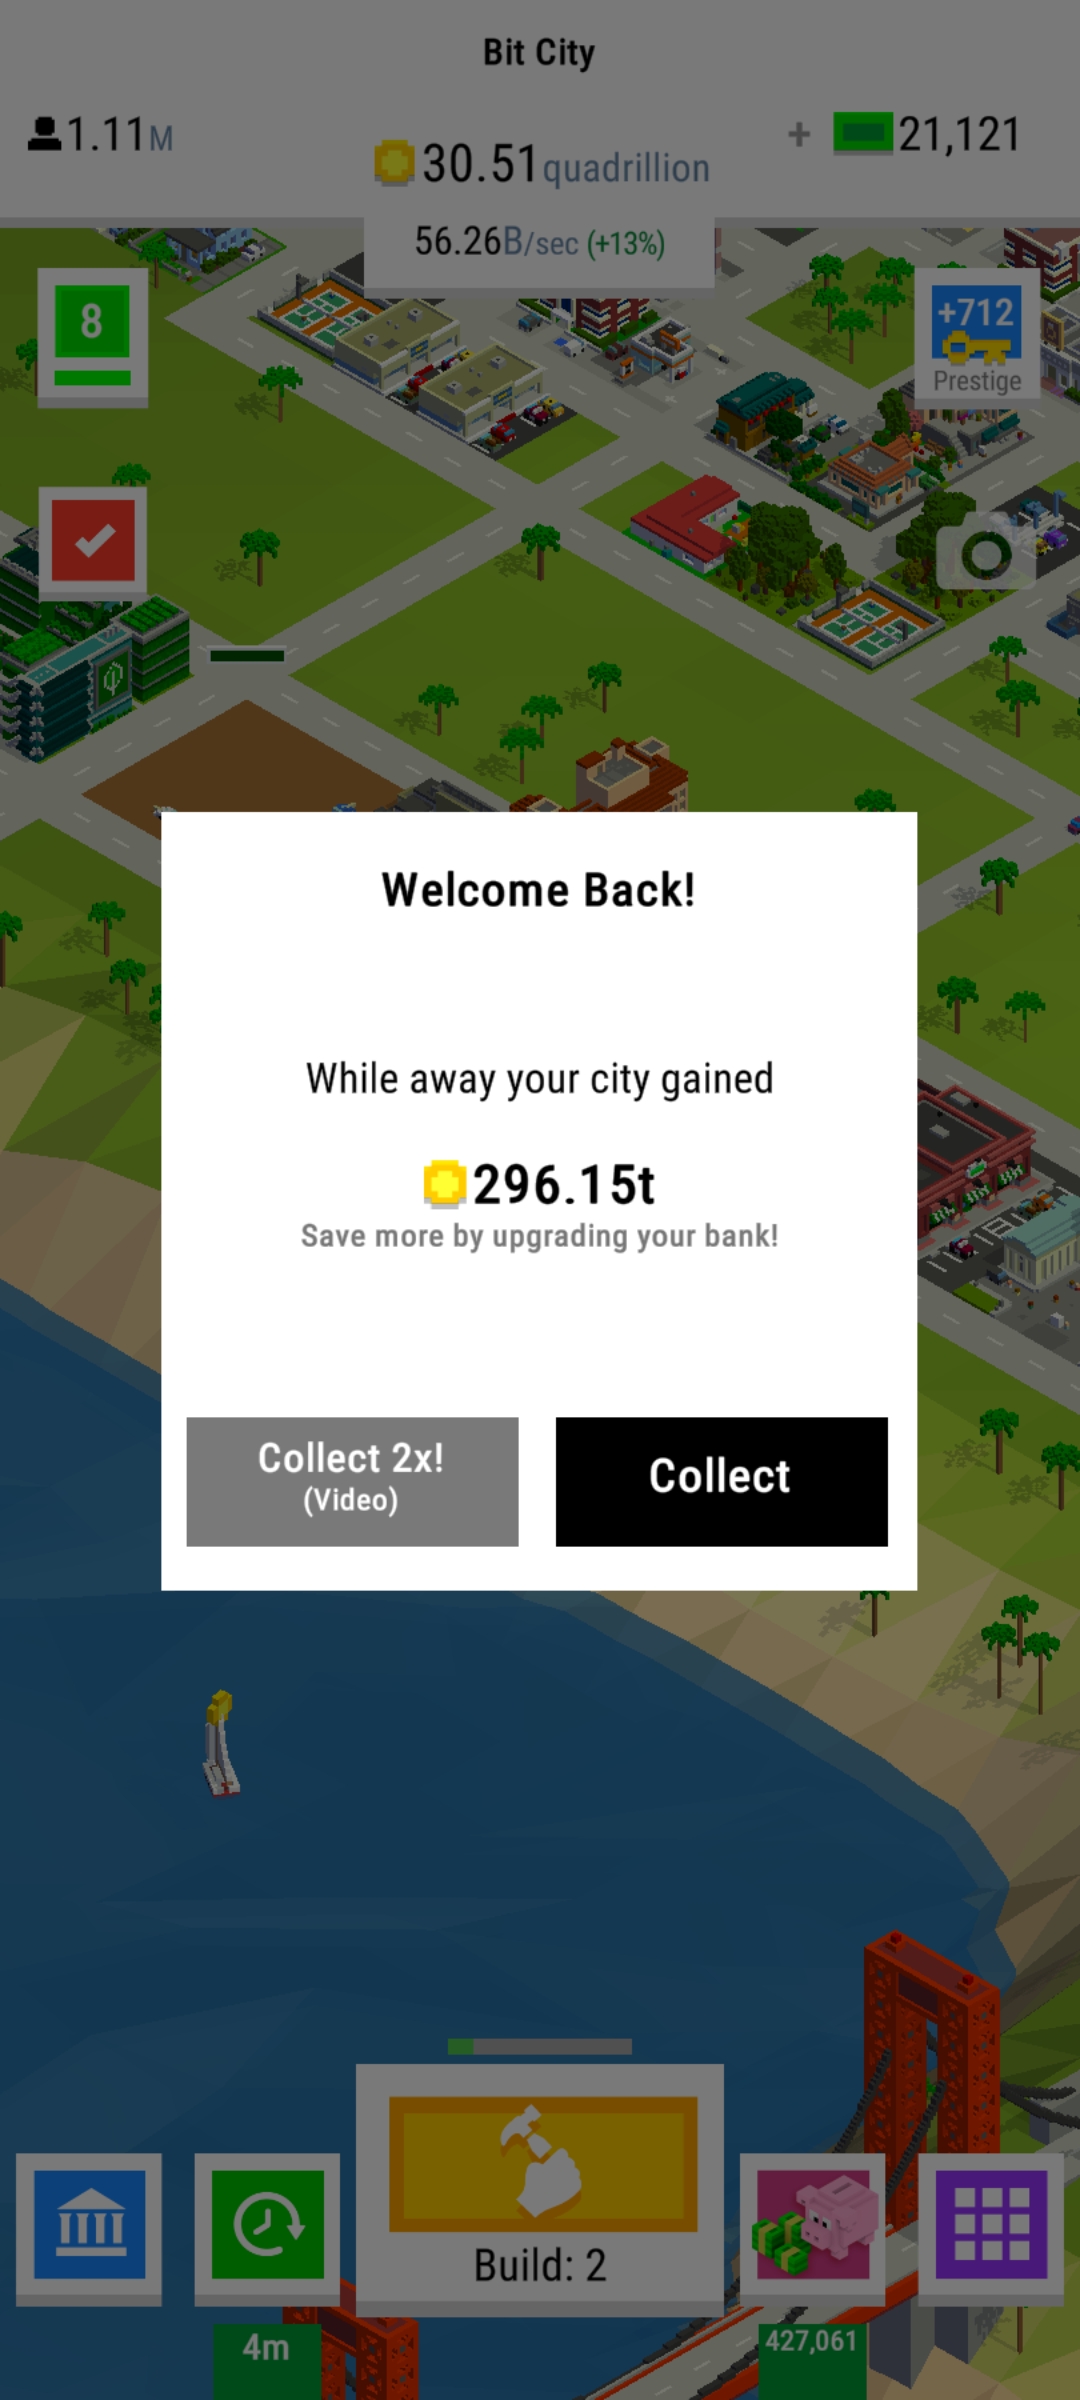 Bit City
1.11M
30.51quadrillion
+ 21,121
56.26B/sec (+13%)
8
+712
Prestige
Welcome Back!
While away your city gained
296.15t
Save more by upgrading your bank!
Collect 2x!
(Video)
Collect
Build: 2
4m
427,061